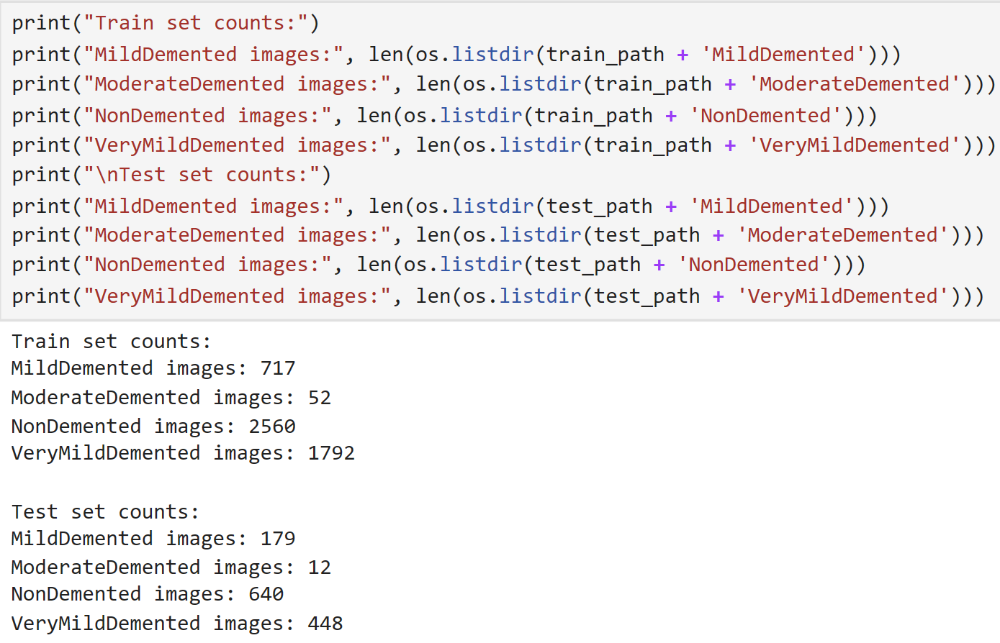 print("Train set counts:")
print("MildDemented images:", len(os.listdir(train_path + 'MildDemented')))
print("ModerateDemented images:", len(os.listdir(train_path + 'ModerateDemented')))
print("NonDemented images:", len(os.listdir(train_path + 'NonDemented')))
print("VeryMildDemented images:", len(os.listdir(train_path + 'VeryMildDemented')))
print("\nTest set counts:")
print("MildDemented images:", len(os.listdir(test_path + 'MildDemented')))
print("ModerateDemented images:", len(os.listdir(test_path + 'ModerateDemented')))
print("NonDemented images:", len(os.listdir(test_path + 'NonDemented')))
print("VeryMildDemented images:", len(os.listdir(test_path + 'VeryMildDemented')))
Train set counts:
MildDemented images: 717
ModerateDemented images: 52
NonDemented images: 2560
VeryMildDemented images: 1792
Test set counts:
MildDemented images: 179
ModerateDemented images: 12
NonDemented images: 640
VeryMildDemented images: 448